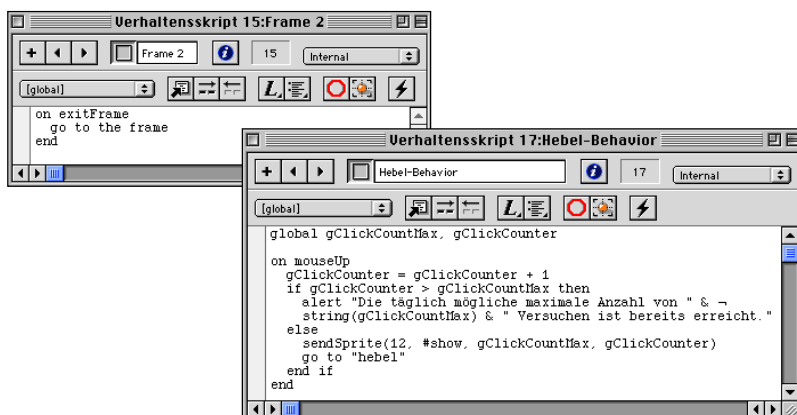 Verhaltensskript 15:Frame 2
Frame 2
15
Internal
[global]
on exitFrame
go to the frame
end
Verhaltensskript 17:Hebel-Behavior
Hebel-Behavior
17
Internal
[global]
global gClickCountMax, gClickCounter
on mouseUp
gClickCounter = gClickCounter + 1
if gClickCounter > gClickCountMax then
alert "Die täglich mögliche maximale Anzahl von " & ¬
string(gClickCountMax) & " Versuchen ist bereits erreicht."
else
sendSprite(12, #show, gClickCountMax, gClickCounter)
go to "hebel"
end if
end